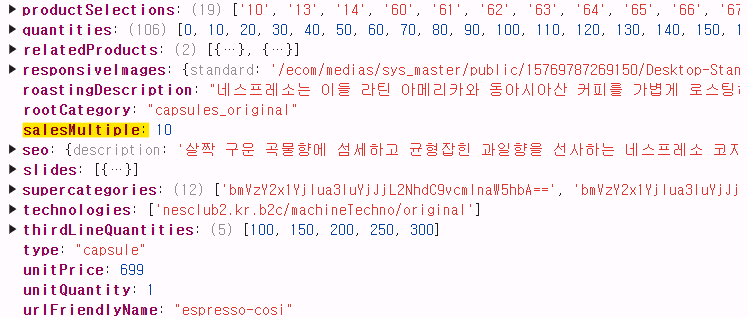 ▶ productSelections: (19) ['10', '13', '14', '60', '61', '62', '63', '64', '65', '66', '67
▶ quantities: (106) [0, 10, 20, 30, 40, 50, 60, 70, 80, 90, 100, 110, 120, 130, 140, 150, 1
▶ relatedProducts: (2) [{…}, {…}]
▶ responsiveImages: {standard: '/ecom/medias/sys_master/public/15769787269150/Desktop-Stan
roastingDescription: "네스프레소는 이들 라틴 아메리카와 동아시아산 커피를 가볍게 로스팅하
rootCategory: "capsules_original"
salesMultiple: 10
▶ seo: {description: '살짝 구운 곡물향에 섬세하고 균형잡힌 과일향을 선사하는 네스프레소 코지
▶ slides: [{…}]
▶ supercategories: (12) ['bmVzY2x1YjIua3IuYjJjL2NhdC9vcmlnaW5hbA==', 'bmVzY2x1YjIua3IuYjJj
▶ technologies: ['nesclub2.kr.b2c/machineTechno/original']
▶ thirdLineQuantities: (5) [100, 150, 200, 250, 300]
type: "capsule"
unitPrice: 699
unitQuantity: 1
urlFriendlyName: "espresso-cosi"